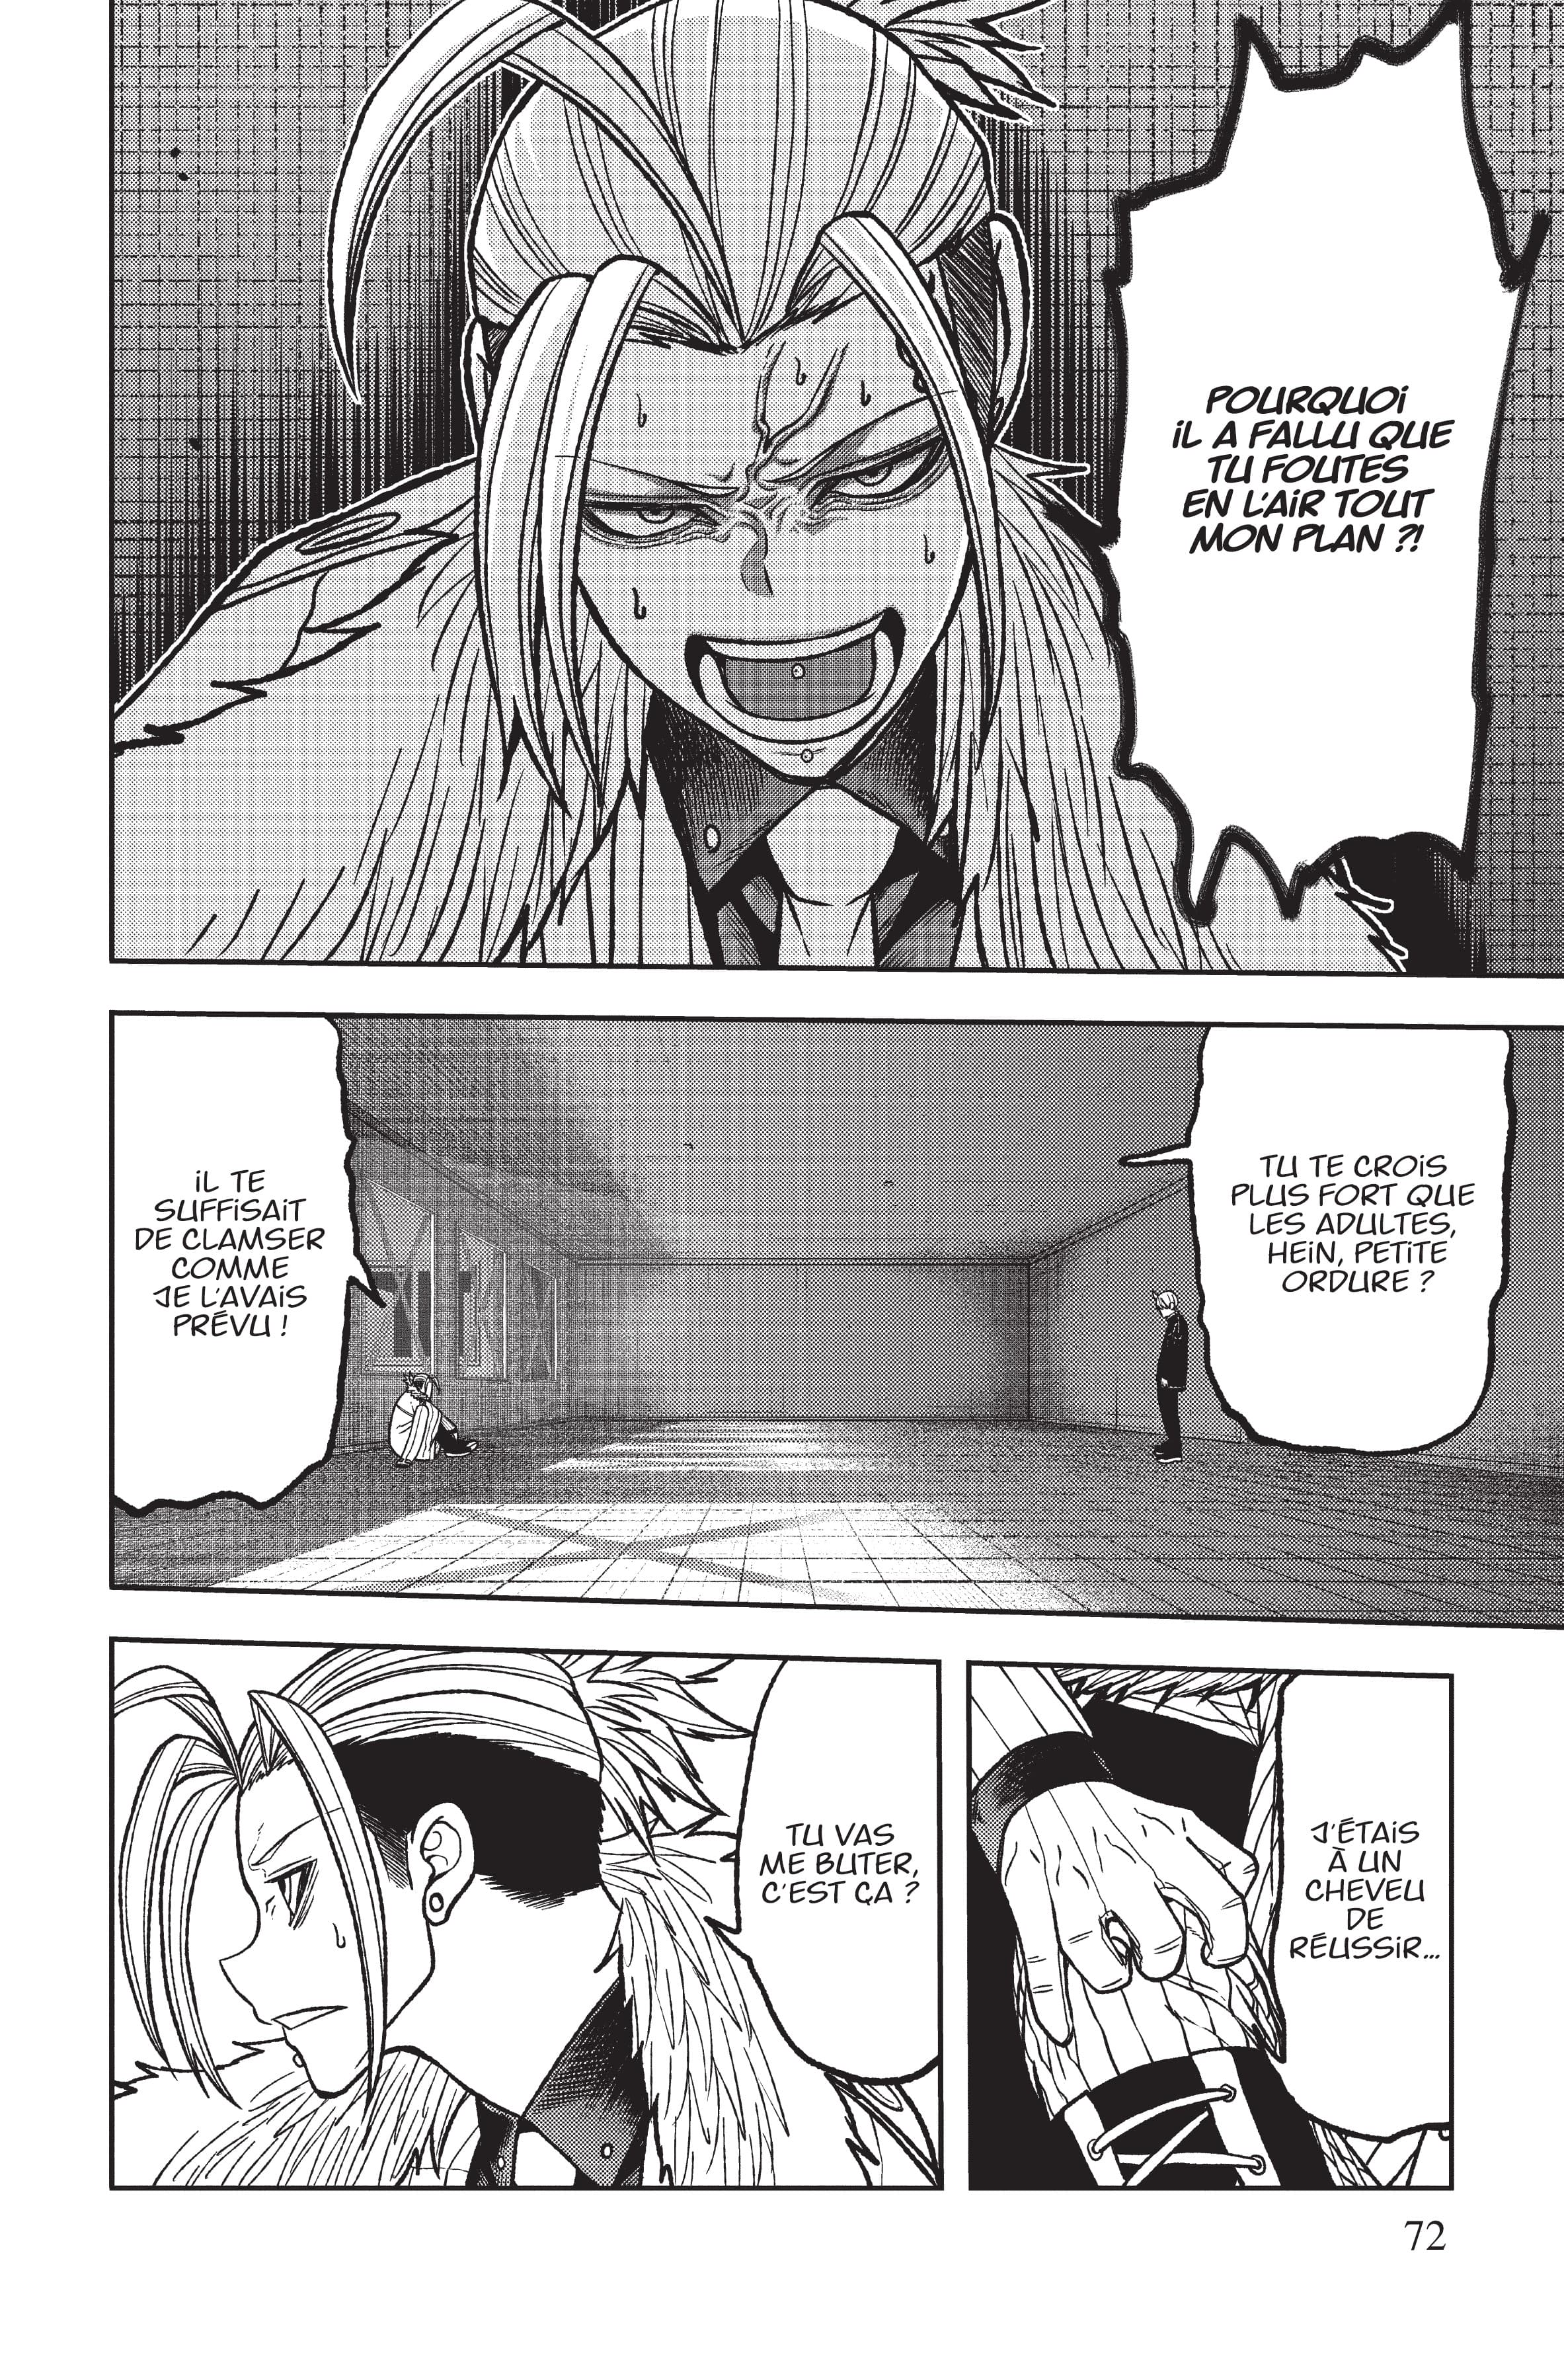 POURQUOI
IL A FALLU QUE
TU FOUTES
EN L'AIR TOUT
MON PLAN ?!
TU TE CROIS
PLUS FORT QUE
LES ADULTES,
HEIN, PETITE
ORDURE ?
IL TE
SUFFISAIT
DE CLAMSER
COMME
JE L'AVAIS
PRÉVU !
J'ÉTAIS
À UN
CHEVEU
DE
RÉUSSIR...
TU VAS
ME BUTER,
C'EST ÇA ?
72